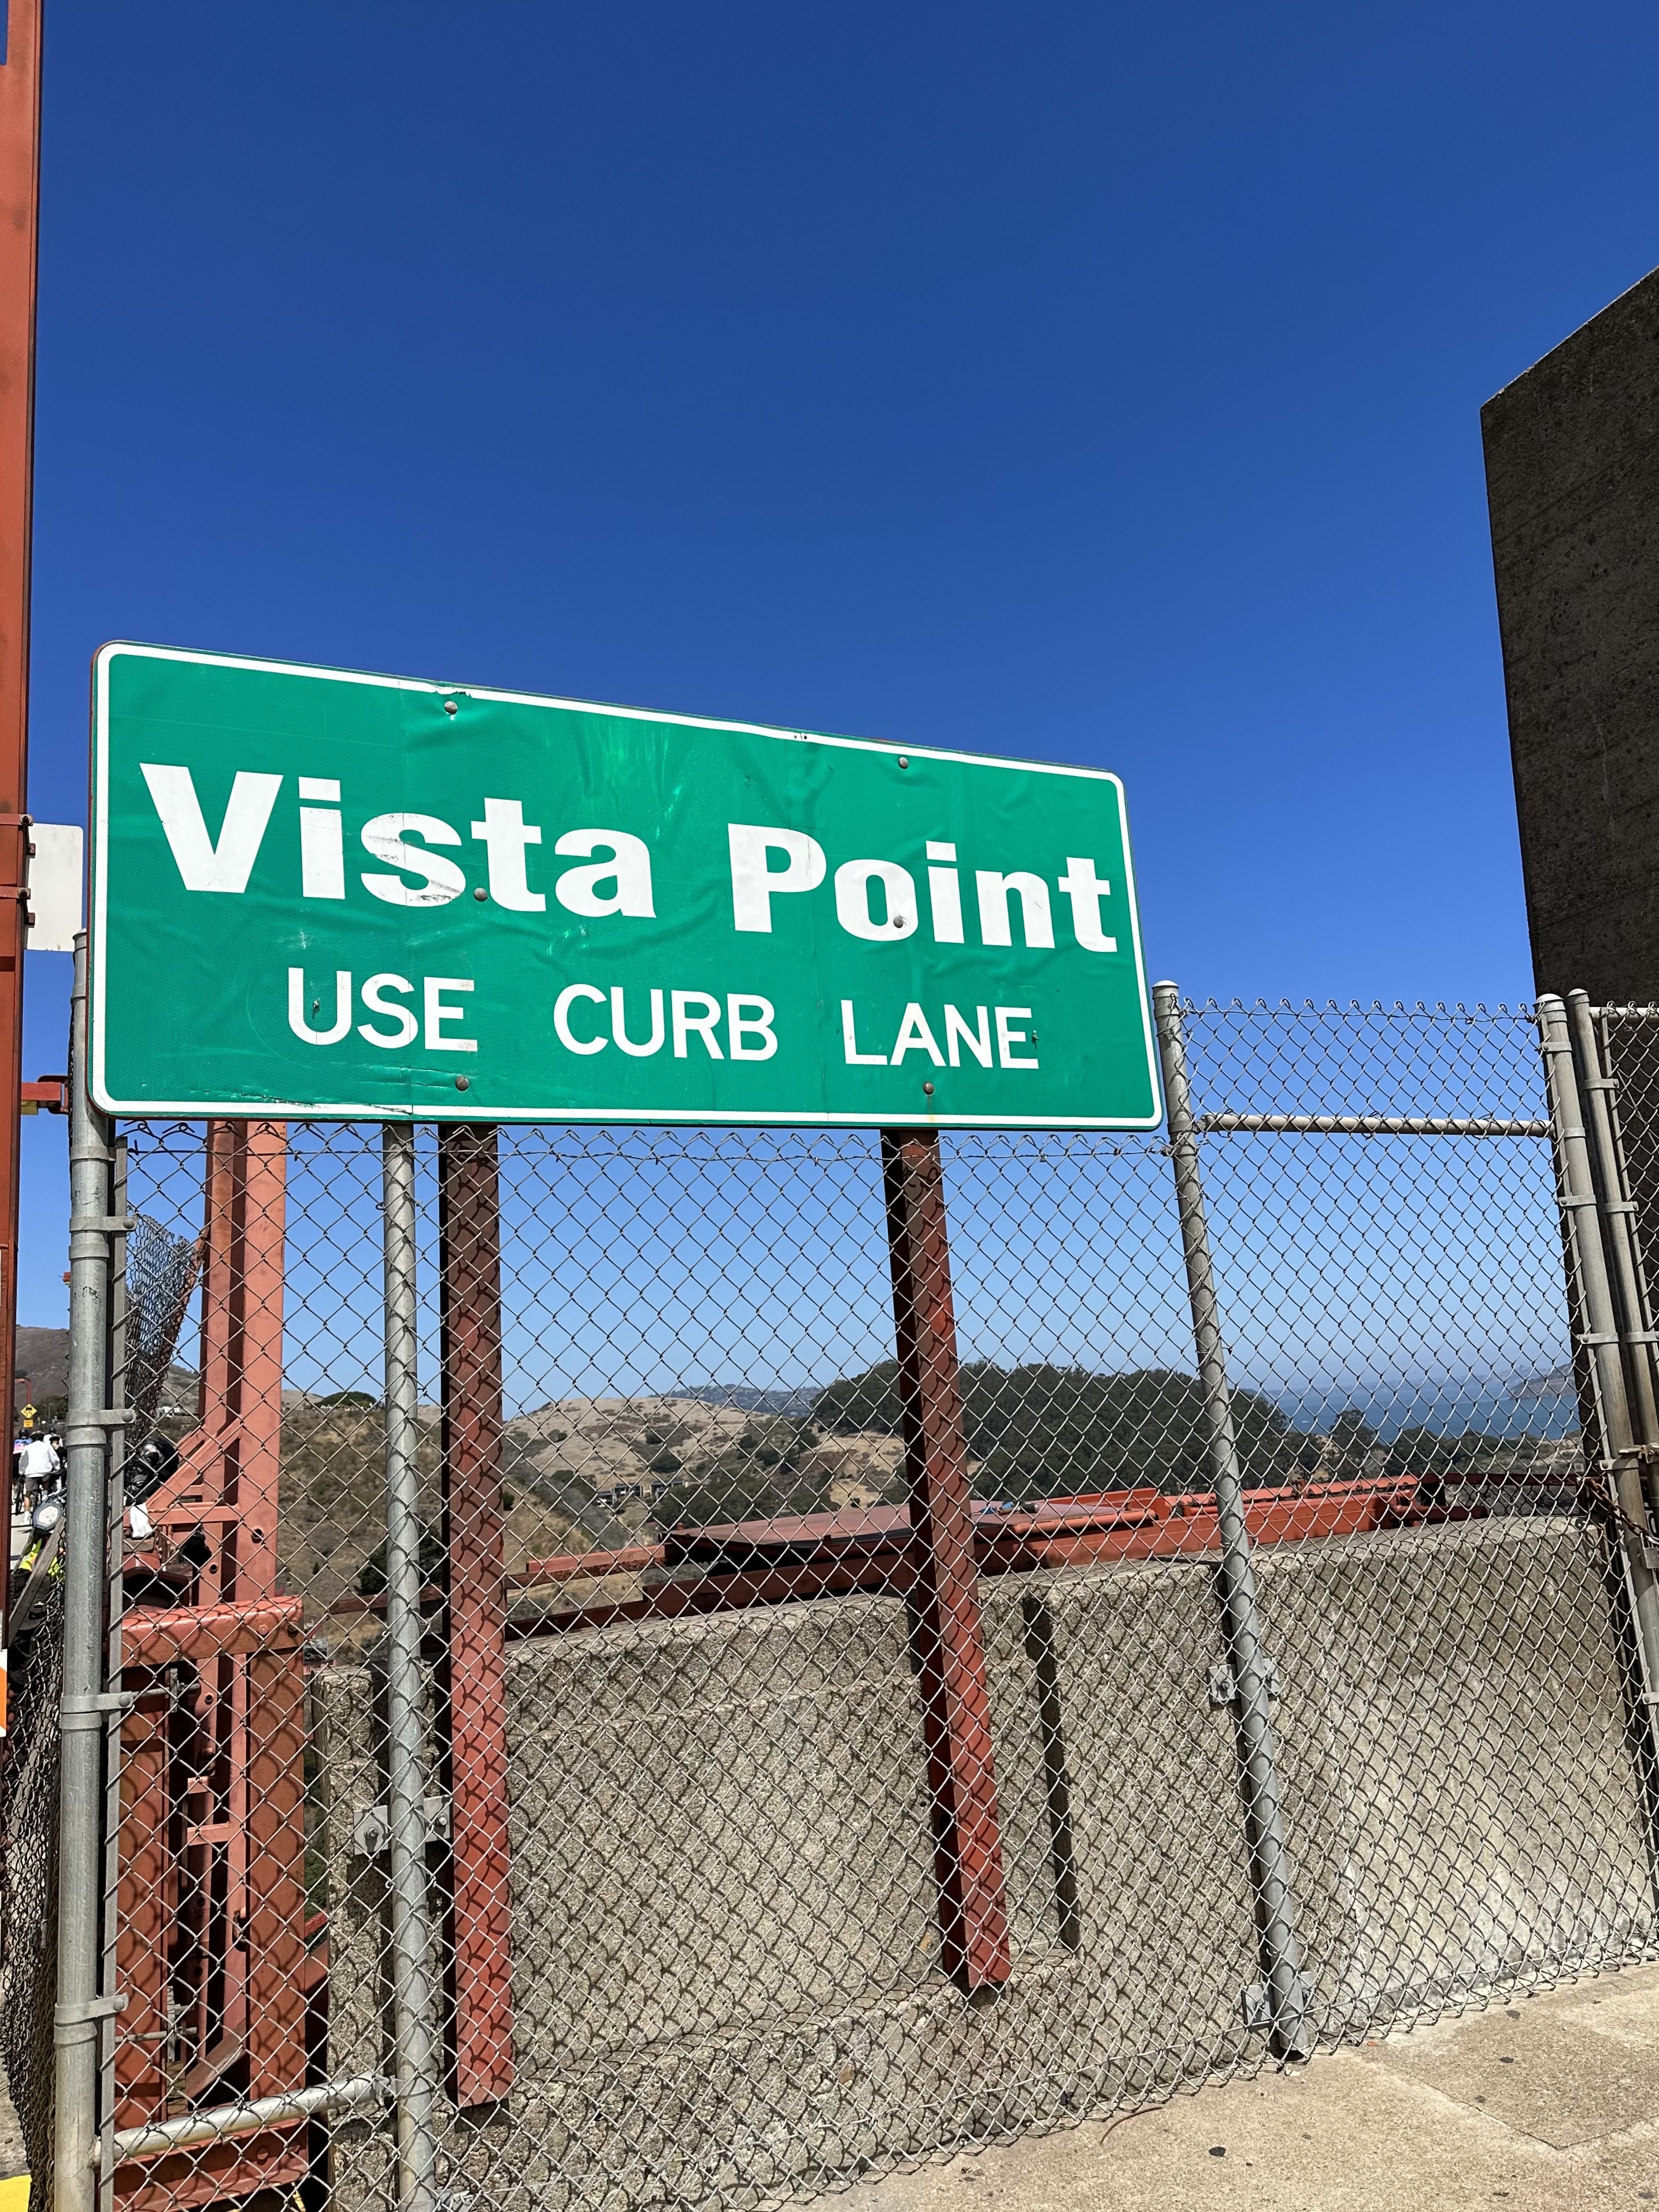 Vista Point
USE CURB LANE